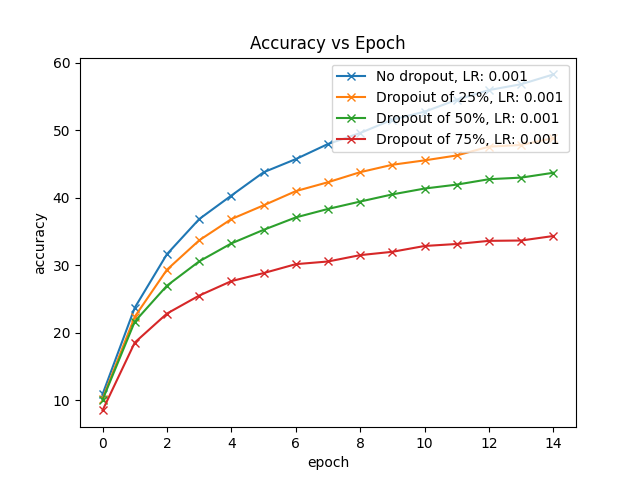 Accuracy vs Epoch
No dropout, LR: 0.001
Dropoiut of 25%, LR: 0.001
Dropout of 50%, LR: 0.001
Dropout of 75%, LR: 0.001
60
50
40
30
20
10
accuracy
0 2 4 6 8 10 12 14
epoch